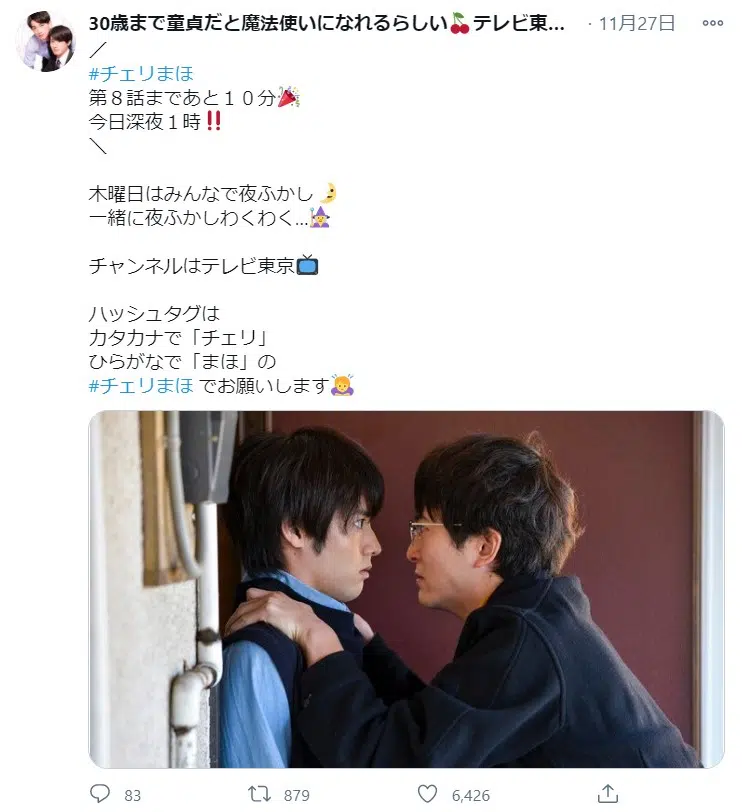 30歳まで童貞だと魔法使いになれるらしい🍒テレビ東... · 11月27日
／
#チェリまほ
第８話まであと１０分🎉
今日深夜１時‼️
＼
木曜日はみんなで夜ふかし🌛
一緒に夜ふかしわくわく...🧙‍♀️
チャンネルはテレビ東京📺
ハッシュタグは
カタカナで「チェリ」
ひらがなで「まほ」の
#チェリまほ でお願いします🙇‍♀️
83 879 6,426